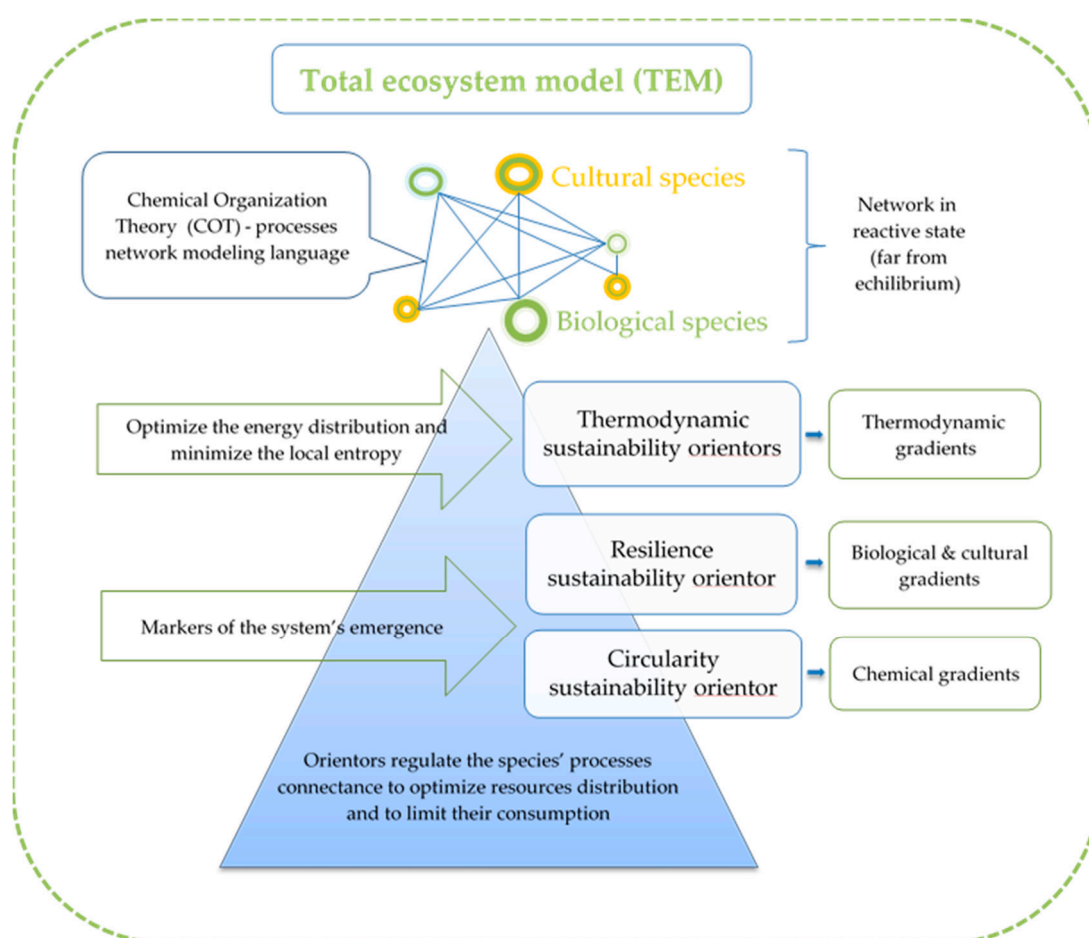 Total ecosystem model (TEM)
Chemical Organization
Theory (COT) - processes
network modeling language
Cultural species
Biological species
Network in
reactive state
(far from
echilibrium)
Optimize the energy distribution and
minimize the local entropy
Thermodynamic
sustainability orientors
Thermodynamic
gradients
Resilience
sustainability orientor
Biological & cultural
gradients
Markers of the system's emergence
Circularity
sustainability orientor
Chemical gradients
Orientors regulate the species' processes
connectance to optimize resources distribution
and to limit their consumption